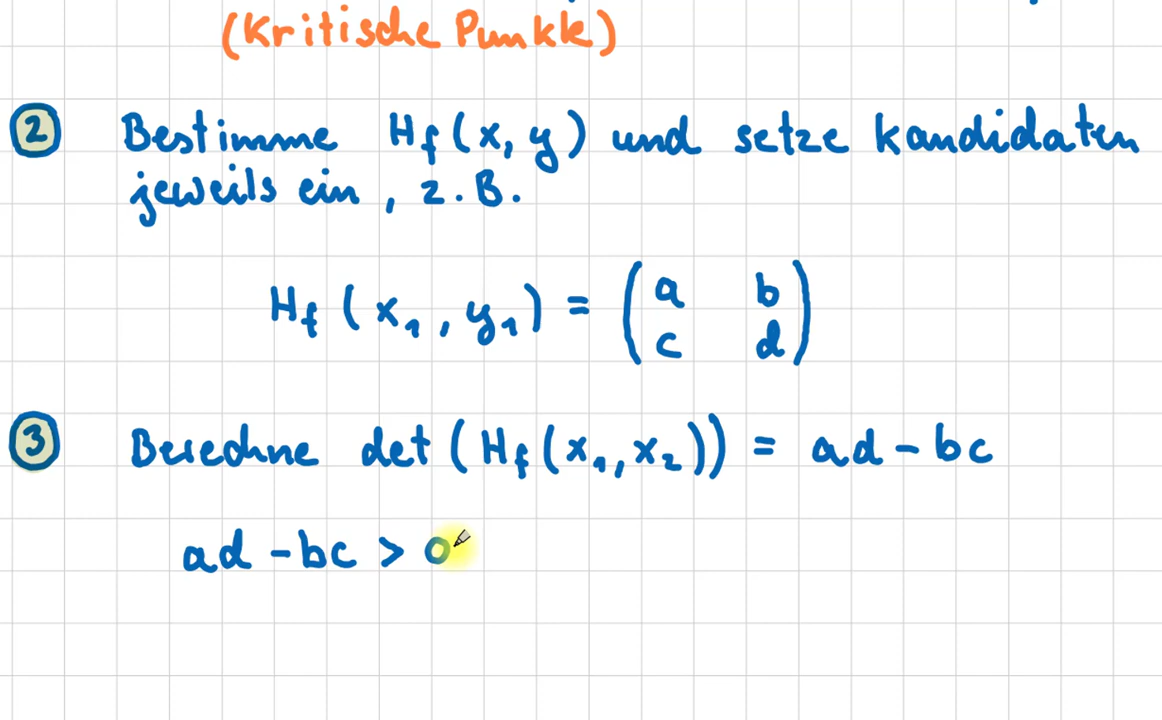 (Kritische Punkte)
2 Bestimme Hf(x, y) und setze kandidaten
jeweils ein, z.B.
Hf(x₁, y₁) = (a b
c d)
3 Berechne det(Hf(x₁, x₂)) = ad - bc
ad - bc > 0